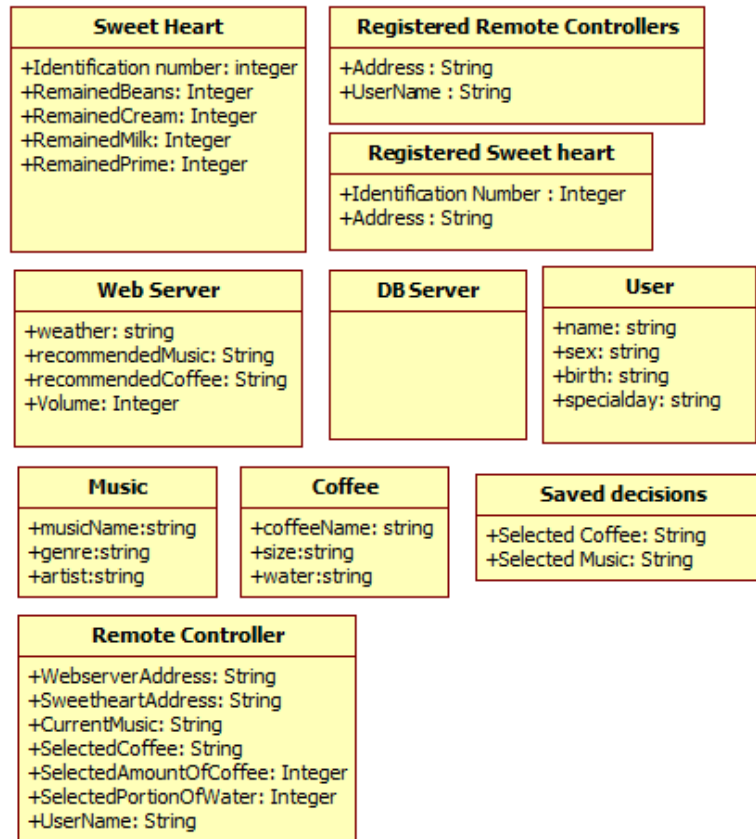 Sweet Heart
+Identification number: integer
+RemainedBeans: Integer
+RemainedCream: Integer
+RemainedMilk: Integer
+RemainedPrime: Integer
Registered Remote Controllers
+Address : String
+UserName : String
Registered Sweet heart
+Identification Number : Integer
+Address : String
Web Server
+weather: string
+recommendedMusic: String
+recommendedCoffee: String
+Volume: Integer
DB Server
User
+name: string
+sex: string
+birth: string
+specialday: string
Music
+musicName:string
+genre:string
+artist:string
Coffee
+coffeeName: string
+size:string
+water:string
Saved decisions
+Selected Coffee: String
+Selected Music: String
Remote Controller
+WebserverAddress: String
+SweetheartAddress: String
+CurrentMusic: String
+SelectedCoffee: String
+SelectedAmountOfCoffee: Integer
+SelectedPortionOfWater: Integer
+UserName: String